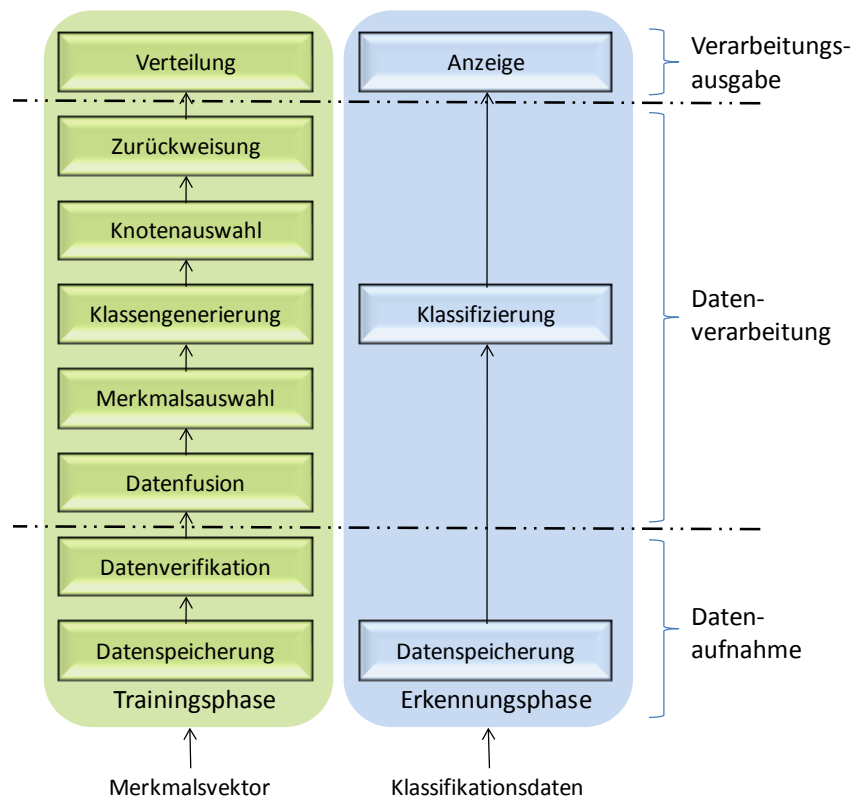 Verteilung
Anzeige
Verarbeitungs-
ausgabe
Zurückweisung
Knotenauswahl
Klassengenerierung
Klassifizierung
Daten-
verarbeitung
Merkmalsauswahl
Datenfusion
Datenverifikation
Datenspeicherung
Datenspeicherung
Daten-
aufnahme
Trainingsphase
Erkennungsphase
Merkmalsvektor
Klassifikationsdaten